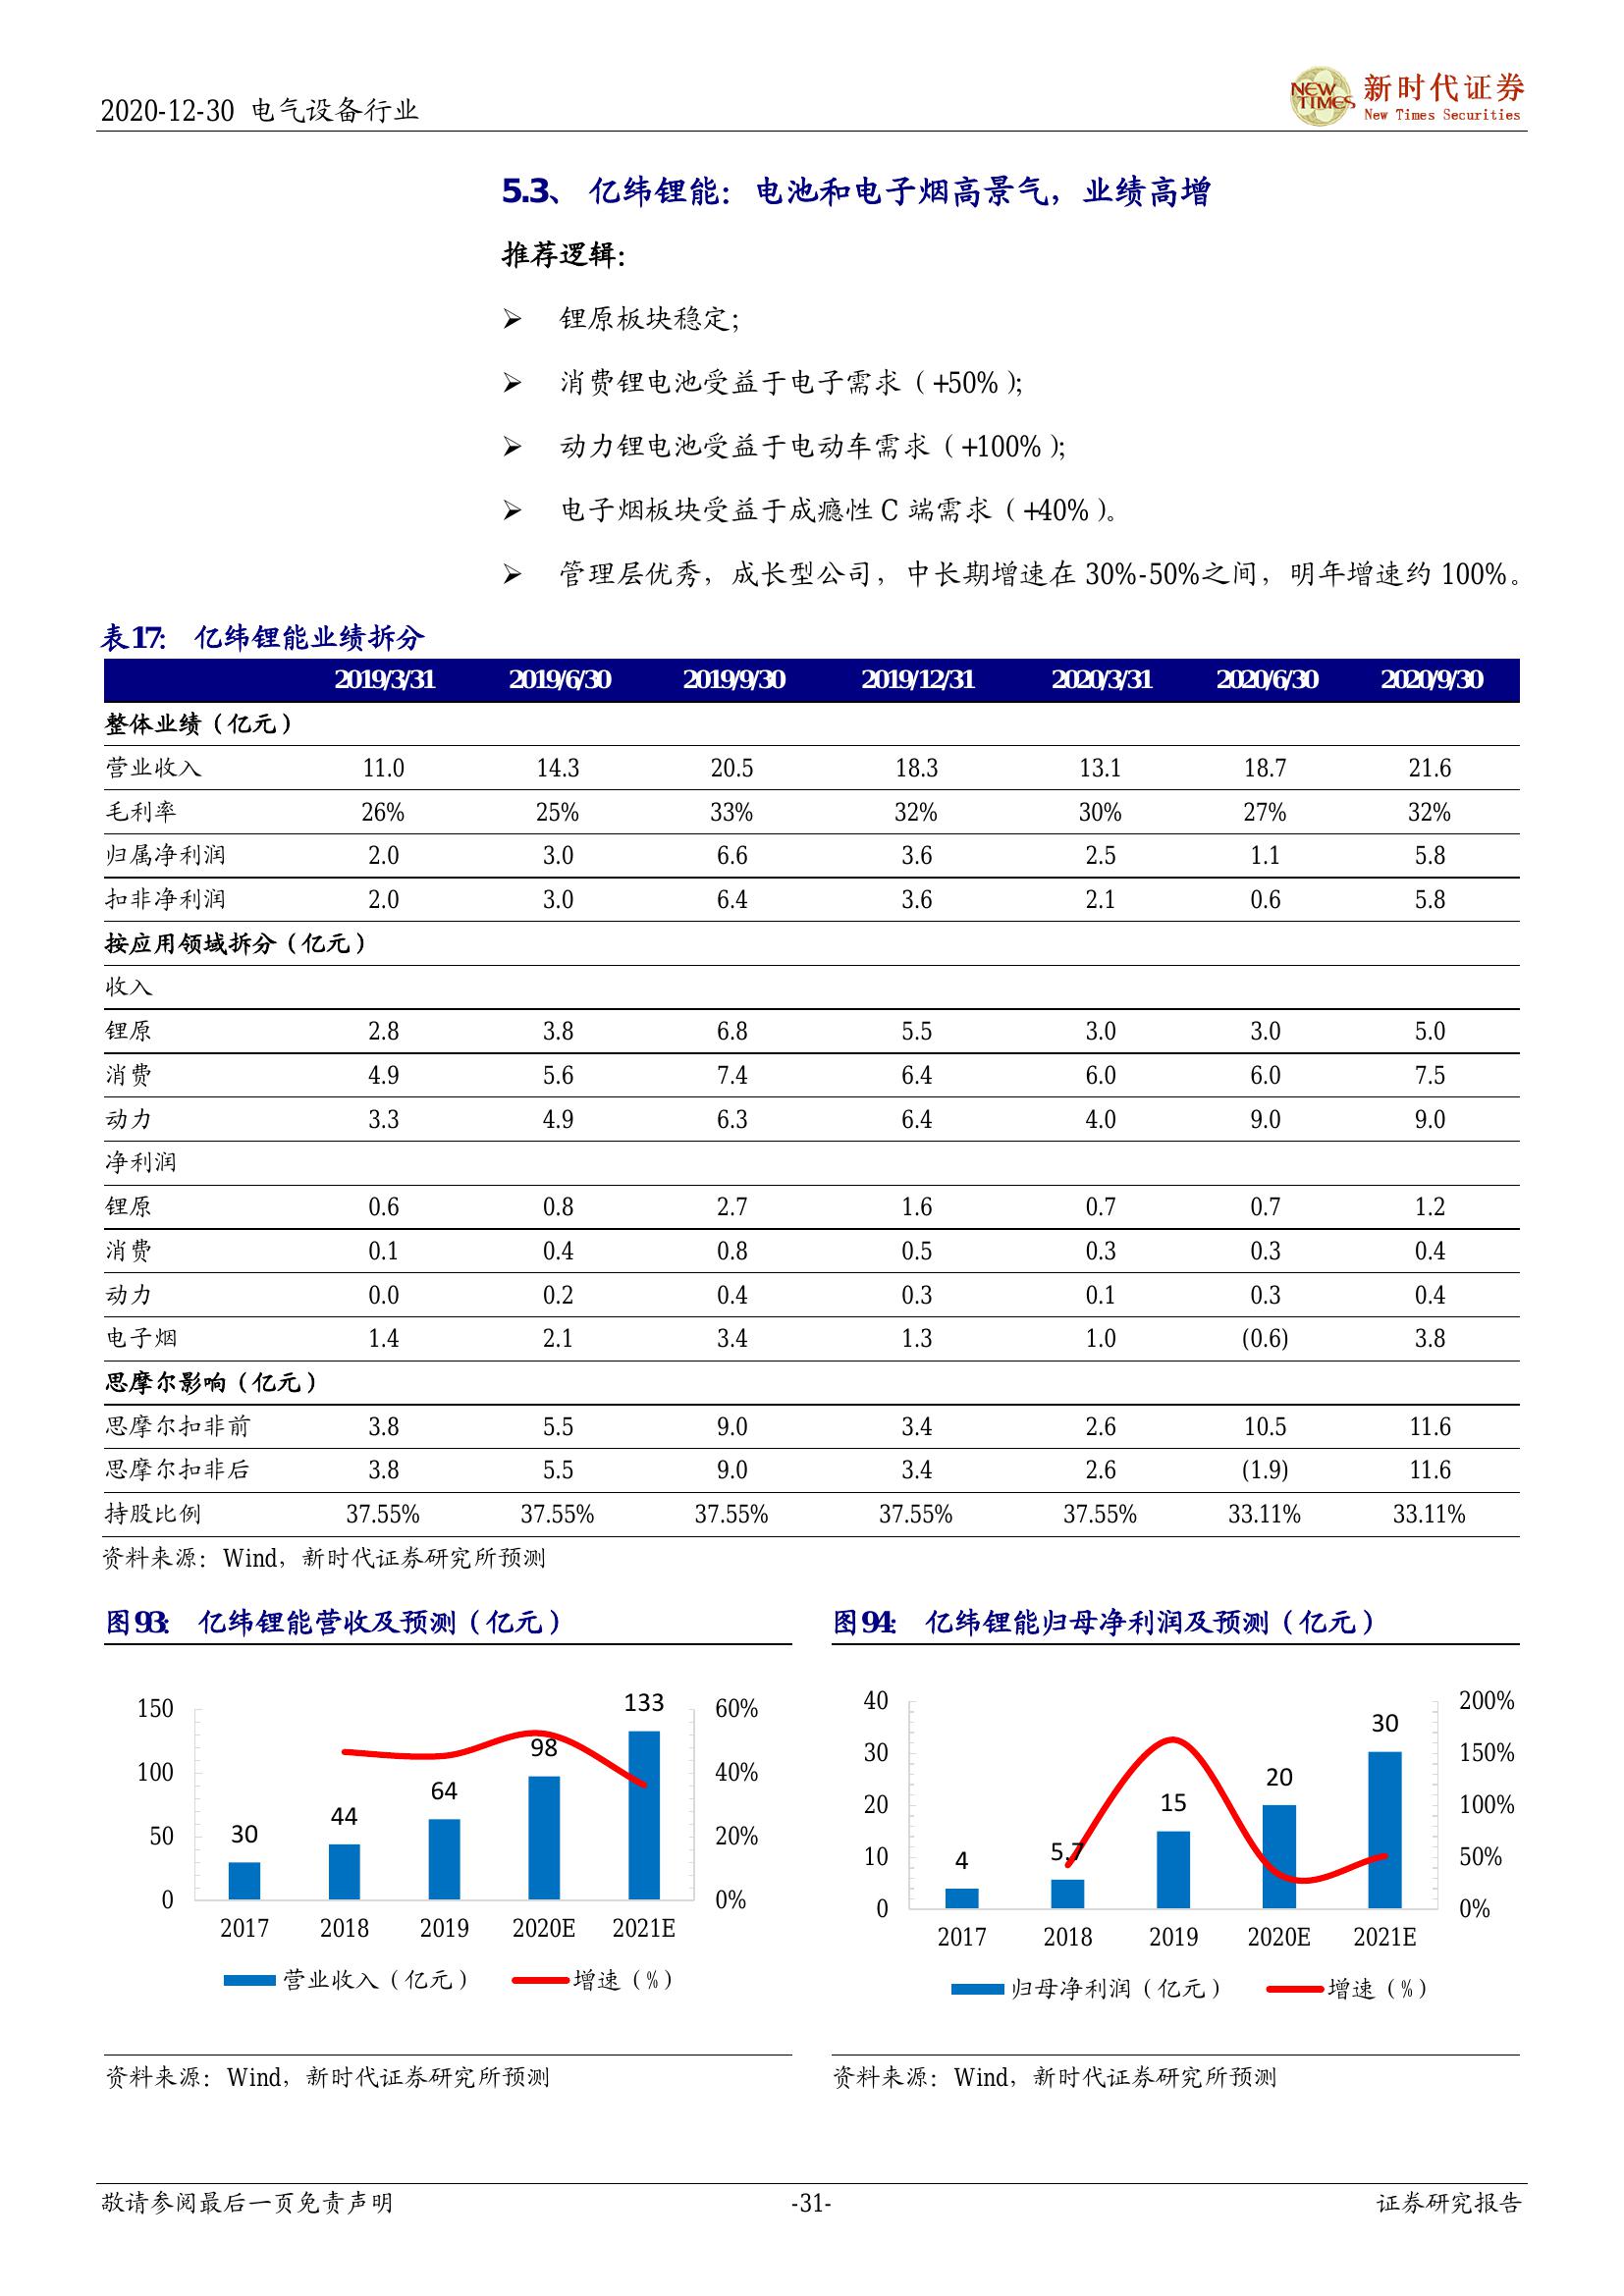 2020-12-30 电气设备行业
NEW TIMES 新时代证券
New Times Securities
5.3、 亿纬锂能：电池和电子烟高景气，业绩高增
推荐逻辑：
➢ 锂原板块稳定；
➢ 消费锂电池受益于电子需求（+50%）；
➢ 动力锂电池受益于电动车需求（+100%）；
➢ 电子烟板块受益于成瘾性 C 端需求（+40%）。
➢ 管理层优秀，成长型公司，中长期增速在 30%-50%之间，明年增速约 100%。
表17： 亿纬锂能业绩拆分
2019/3/31 2019/6/30 2019/9/30 2019/12/31 2020/3/31 2020/6/30 2020/9/30
整体业绩（亿元）
营业收入 11.0 14.3 20.5 18.3 13.1 18.7 21.6
毛利率 26% 25% 33% 32% 30% 27% 32%
归属净利润 2.0 3.0 6.6 3.6 2.5 1.1 5.8
扣非净利润 2.0 3.0 6.4 3.6 2.1 0.6 5.8
按应用领域拆分（亿元）
收入
锂原 2.8 3.8 6.8 5.5 3.0 3.0 5.0
消费 4.9 5.6 7.4 6.4 6.0 6.0 7.5
动力 3.3 4.9 6.3 6.4 4.0 9.0 9.0
净利润
锂原 0.6 0.8 2.7 1.6 0.7 0.7 1.2
消费 0.1 0.4 0.8 0.5 0.3 0.3 0.4
动力 0.0 0.2 0.4 0.3 0.1 0.3 0.4
电子烟 1.4 2.1 3.4 1.3 1.0 (0.6) 3.8
思摩尔影响（亿元）
思摩尔扣非前 3.8 5.5 9.0 3.4 2.6 10.5 11.6
思摩尔扣非后 3.8 5.5 9.0 3.4 2.6 (1.9) 11.6
持股比例 37.55% 37.55% 37.55% 37.55% 37.55% 33.11% 33.11%
资料来源：Wind，新时代证券研究所预测
图93： 亿纬锂能营收及预测（亿元）
150 100 50 0
30 44 64 98 133
60% 40% 20% 0%
2017 2018 2019 2020E 2021E
营业收入（亿元） 增速（%）
资料来源：Wind，新时代证券研究所预测
图94： 亿纬锂能归母净利润及预测（亿元）
40 30 20 10 0
4 5.7 15 20 30
200% 150% 100% 50% 0%
2017 2018 2019 2020E 2021E
归母净利润（亿元） 增速（%）
资料来源：Wind，新时代证券研究所预测
敬请参阅最后一页免责声明 -31- 证券研究报告